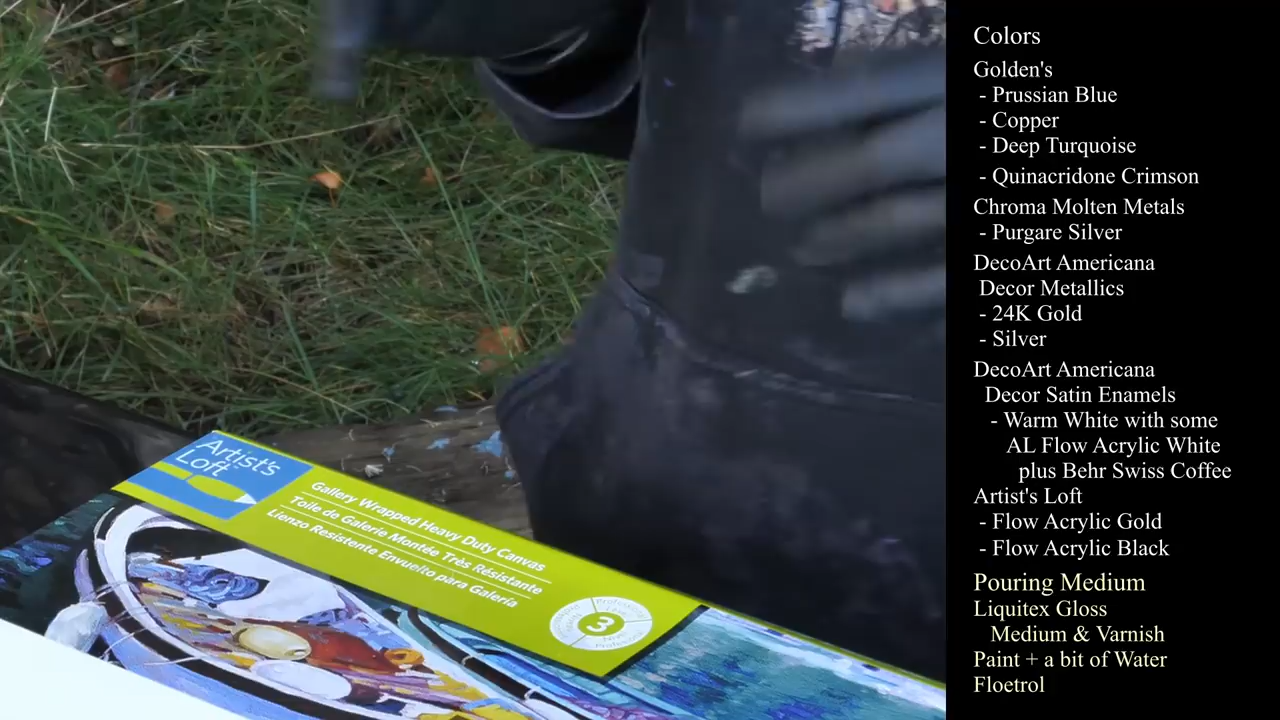 Artist's
Loft
Gallery Wrapped Heavy Duty Canvas
Toile de Galerie Montée Très Résistante
Lienzo Resistente Envuelto para Galería
3
Colors
Golden's
- Prussian Blue
- Copper
- Deep Turquoise
- Quinacridone Crimson
Chroma Molten Metals
- Purgare Silver
DecoArt Americana
Decor Metallics
- 24K Gold
- Silver
DecoArt Americana
Decor Satin Enamels
- Warm White with some
AL Flow Acrylic White
plus Behr Swiss Coffee
Artist's Loft
- Flow Acrylic Gold
- Flow Acrylic Black
Pouring Medium
Liquitex Gloss
Medium & Varnish
Paint + a bit of Water
Floetrol